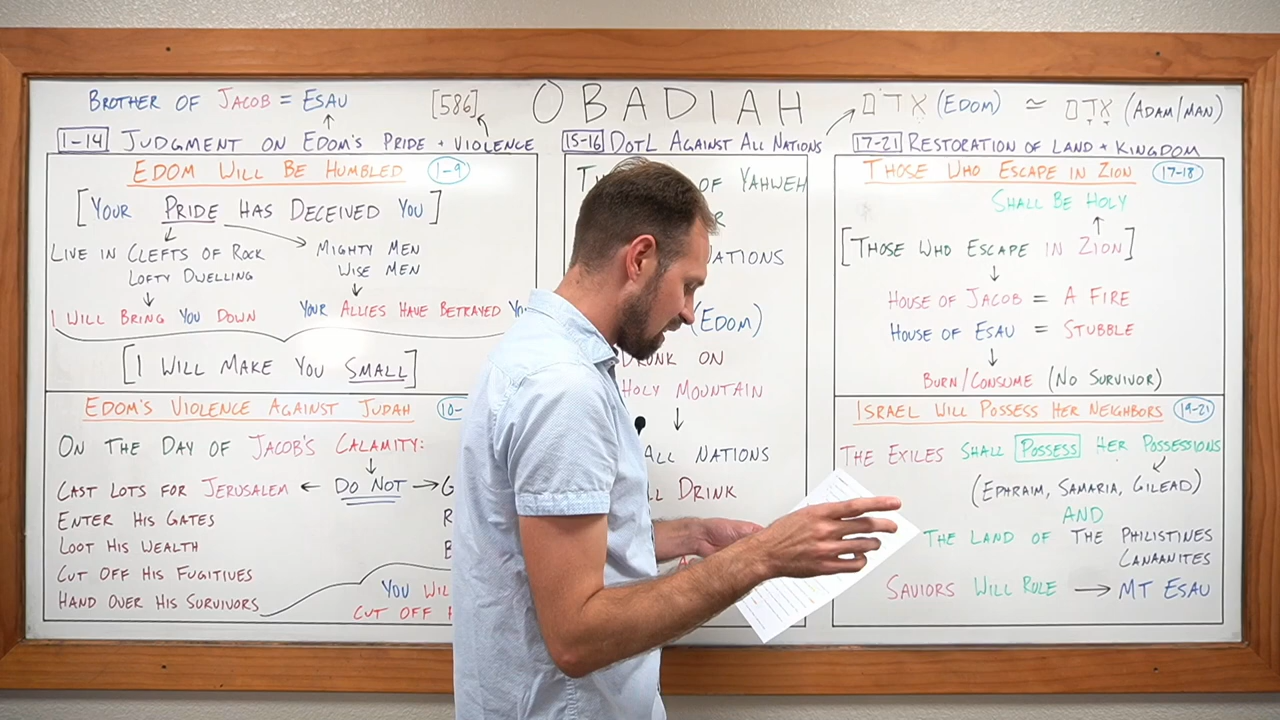 BROTHER OF JACOB = ESAU
[586]
OBADIAH
אֱדֹם (EDOM) ≃ אָדָם (ADAM/MAN)
1-14 JUDGMENT ON EDOM'S PRIDE + VIOLENCE
EDOM WILL BE HUMBLED 1-9
[YOUR PRIDE HAS DECEIVED YOU]
LIVE IN CLEFTS OF ROCK
LOFTY DWELLING
MIGHTY MEN
WISE MEN
I WILL BRING YOU DOWN
YOUR ALLIES HAVE BETRAYED
[I WILL MAKE YOU SMALL]
EDOM'S VIOLENCE AGAINST JUDAH 10-
ON THE DAY OF JACOB'S CALAMITY:
CAST LOTS FOR JERUSALEM ← DO NOT →
ENTER HIS GATES
LOOT HIS WEALTH
CUT OFF HIS FUGITIVES
HAND OVER HIS SURVIVORS
YOU
CUT OFF
15-16 DOTL AGAINST ALL NATIONS
OF YAHWEH
(EDOM)
DRUNK ON
HOLY MOUNTAIN
ALL NATIONS
DRINK
17-21 RESTORATION OF LAND + KINGDOM
THOSE WHO ESCAPE IN ZION 17-18
SHALL BE HOLY
[THOSE WHO ESCAPE IN ZION]
HOUSE OF JACOB = A FIRE
HOUSE OF ESAU = STUBBLE
BURN/CONSUME (NO SURVIVOR)
ISRAEL WILL POSSESS HER NEIGHBORS 19-21
THE EXILES SHALL POSSESS HER POSSESSIONS
(EPHRAIM, SAMARIA, GILEAD)
AND
THE LAND OF THE PHILISTINES
CANAANITES
SAVIORS WILL RULE → MT ESAU